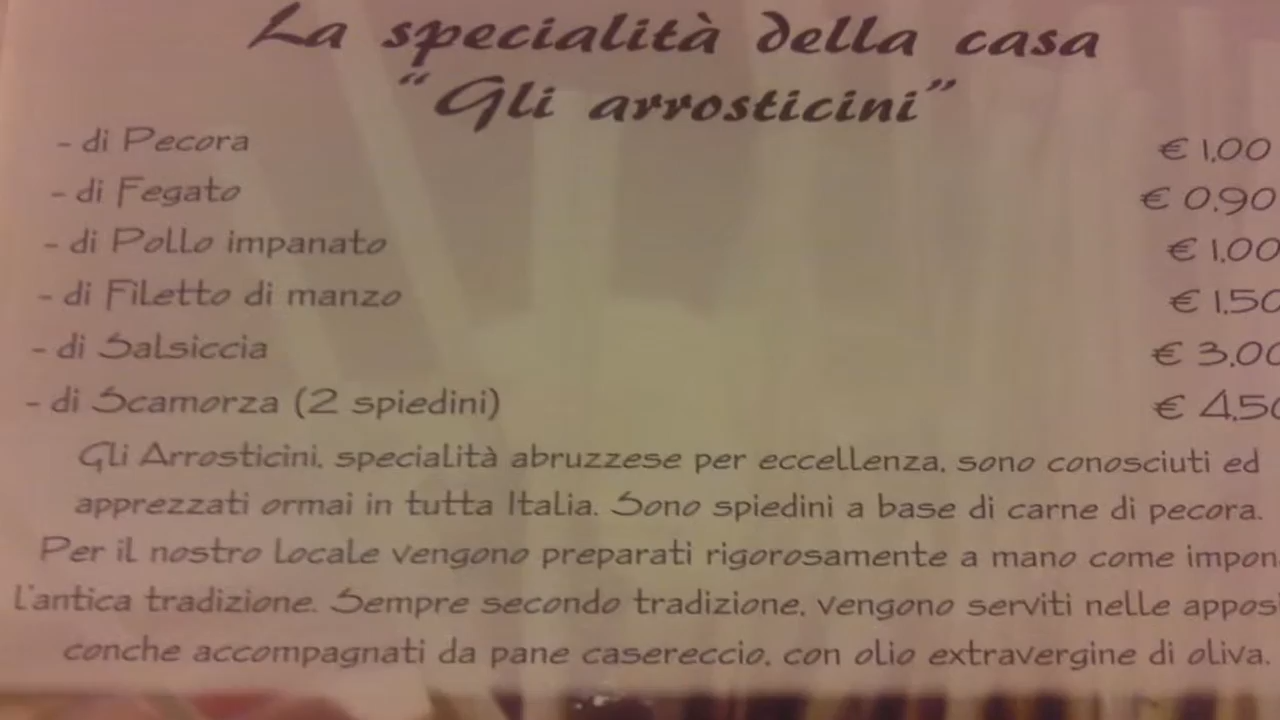 La specialità della casa
"Gli arrosticini"
- di Pecora € 1,00
- di Fegato € 0,90
- di Pollo impanato € 1,00
- di Filetto di manzo € 1,50
- di Salsiccia € 3,00
- di Scamorza (2 spiedini) € 4,50
Gli Arrosticini, specialità abruzzese per eccellenza, sono conosciuti ed
apprezzati ormai in tutta Italia. Sono spiedini a base di carne di pecora.
Per il nostro locale vengono preparati rigorosamente a mano come impon
l'antica tradizione. Sempre secondo tradizione, vengono serviti nelle apposi
conche accompagnati da pane casereccio, con olio extravergine di oliva.